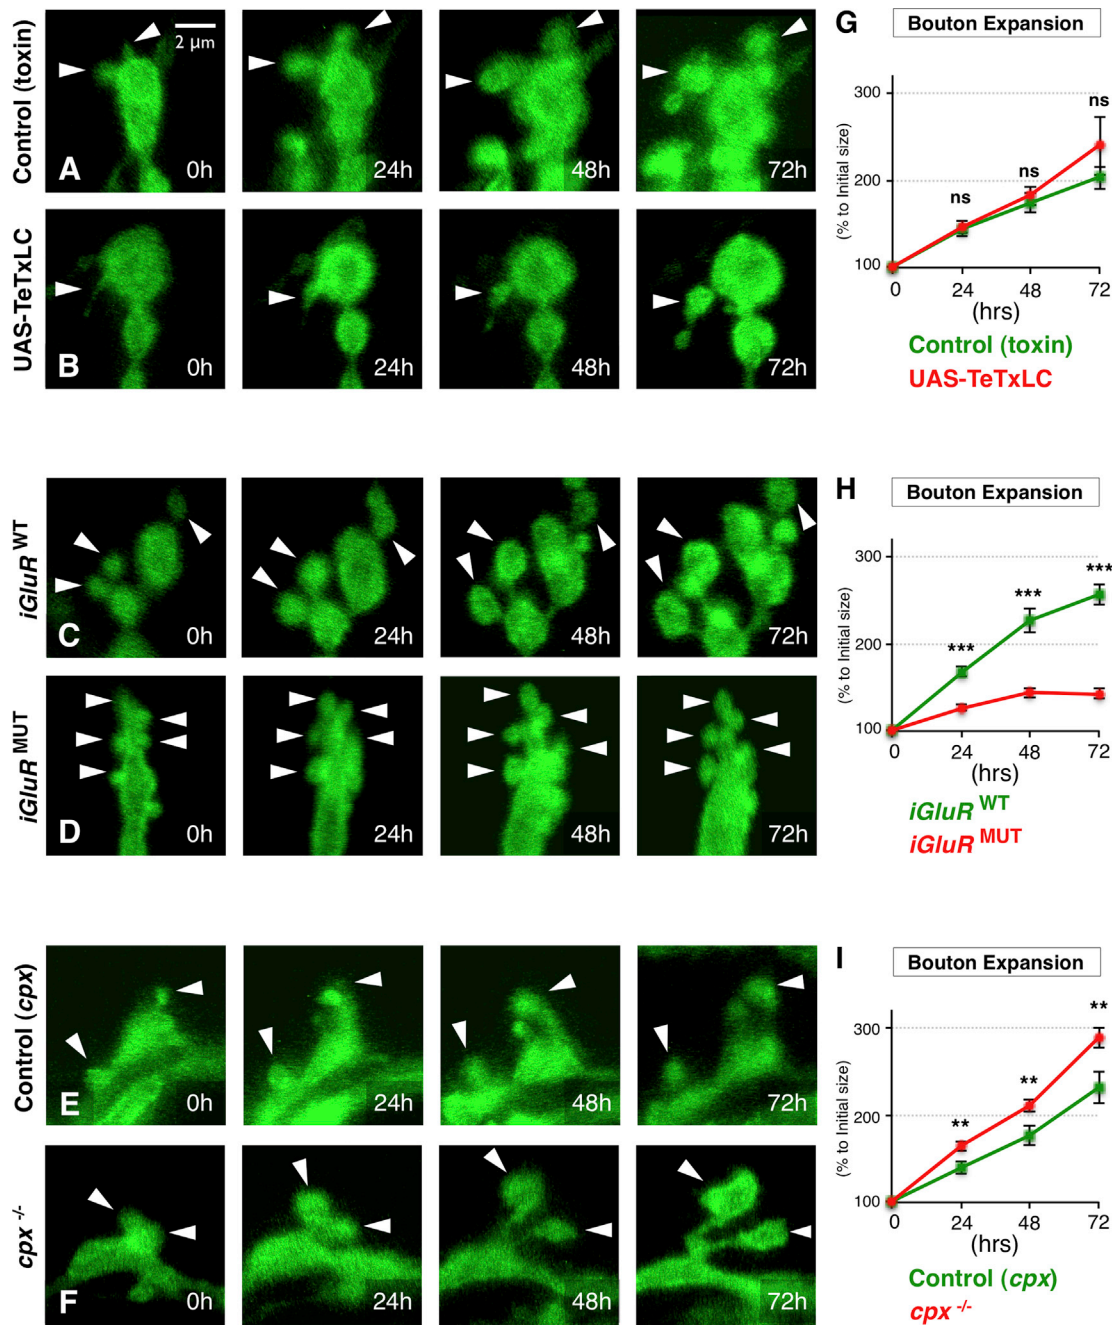 Control (toxin)
A
2 µm
0h
24h
48h
72h
UAS-TeTxLC
B
0h
24h
48h
72h
G
Bouton Expansion
(% to Initial size)
300
200
100
ns
ns
ns
0
24
48
72
(hrs)
Control (toxin)
UAS-TeTxLC
iGluR WT
C
0h
24h
48h
72h
iGluR MUT
D
0h
24h
48h
72h
H
Bouton Expansion
(% to Initial size)
300
200
100
***
***
***
0
24
48
72
(hrs)
iGluR WT
iGluR MUT
Control (cpx)
E
0h
24h
48h
72h
cpx -/-
F
0h
24h
48h
72h
I
Bouton Expansion
(% to Initial size)
300
200
100
**
**
**
0
24
48
72
(hrs)
Control (cpx)
cpx -/-